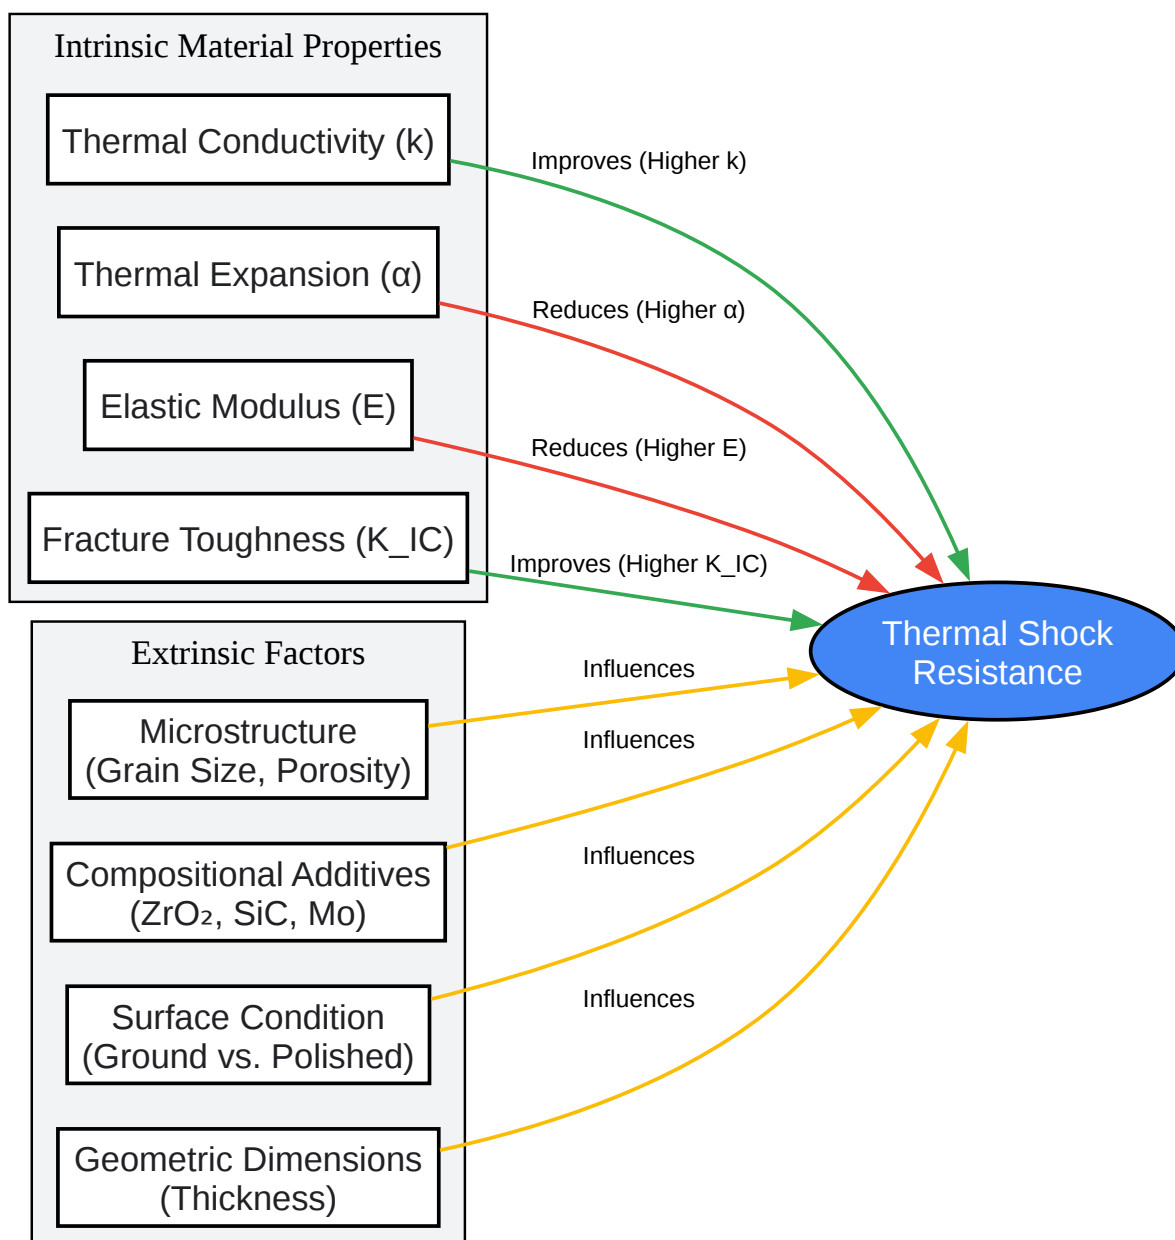 Intrinsic Material Properties
Thermal Conductivity (k)
Improves (Higher k)
Thermal Expansion (α)
Reduces (Higher α)
Elastic Modulus (E)
Reduces (Higher E)
Fracture Toughness (K_IC)
Improves (Higher K_IC)
Thermal Shock
Resistance
Extrinsic Factors
Influences
Microstructure
(Grain Size, Porosity)
Influences
Compositional Additives
(ZrO₂, SiC, Mo)
Influences
Surface Condition
(Ground vs. Polished)
Influences
Geometric Dimensions
(Thickness)